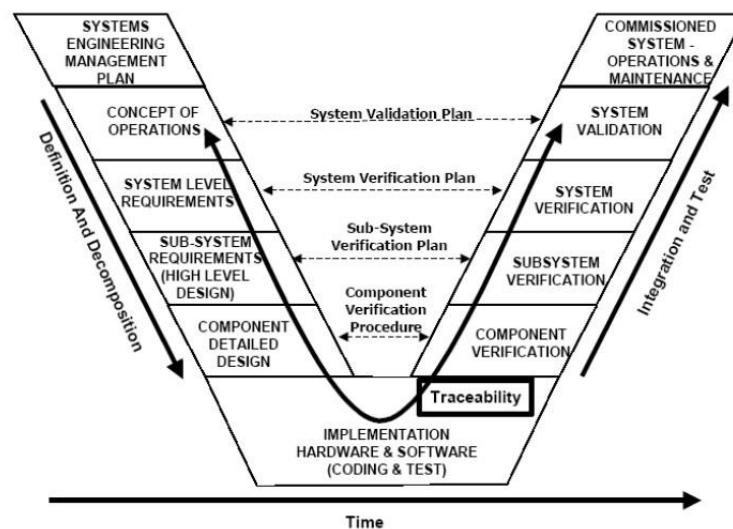 SYSTEMS
ENGINEERING
MANAGEMENT
PLAN
COMMISSIONED
SYSTEM -
OPERATIONS &
MAINTENANCE
CONCEPT OF
OPERATIONS
System Validation Plan
SYSTEM
VALIDATION
SYSTEM LEVEL
REQUIREMENTS
System Verification Plan
SYSTEM
VERIFICATION
SUB-SYSTEM
REQUIREMENTS
(HIGH LEVEL
DESIGN)
Sub-System
Verification Plan
SUBSYSTEM
VERIFICATION
COMPONENT
DETAILED
DESIGN
Component
Verification
Procedure
COMPONENT
VERIFICATION
Definition And Decomposition
Integration and Test
Traceability
IMPLEMENTATION
HARDWARE & SOFTWARE
(CODING & TEST)
Time